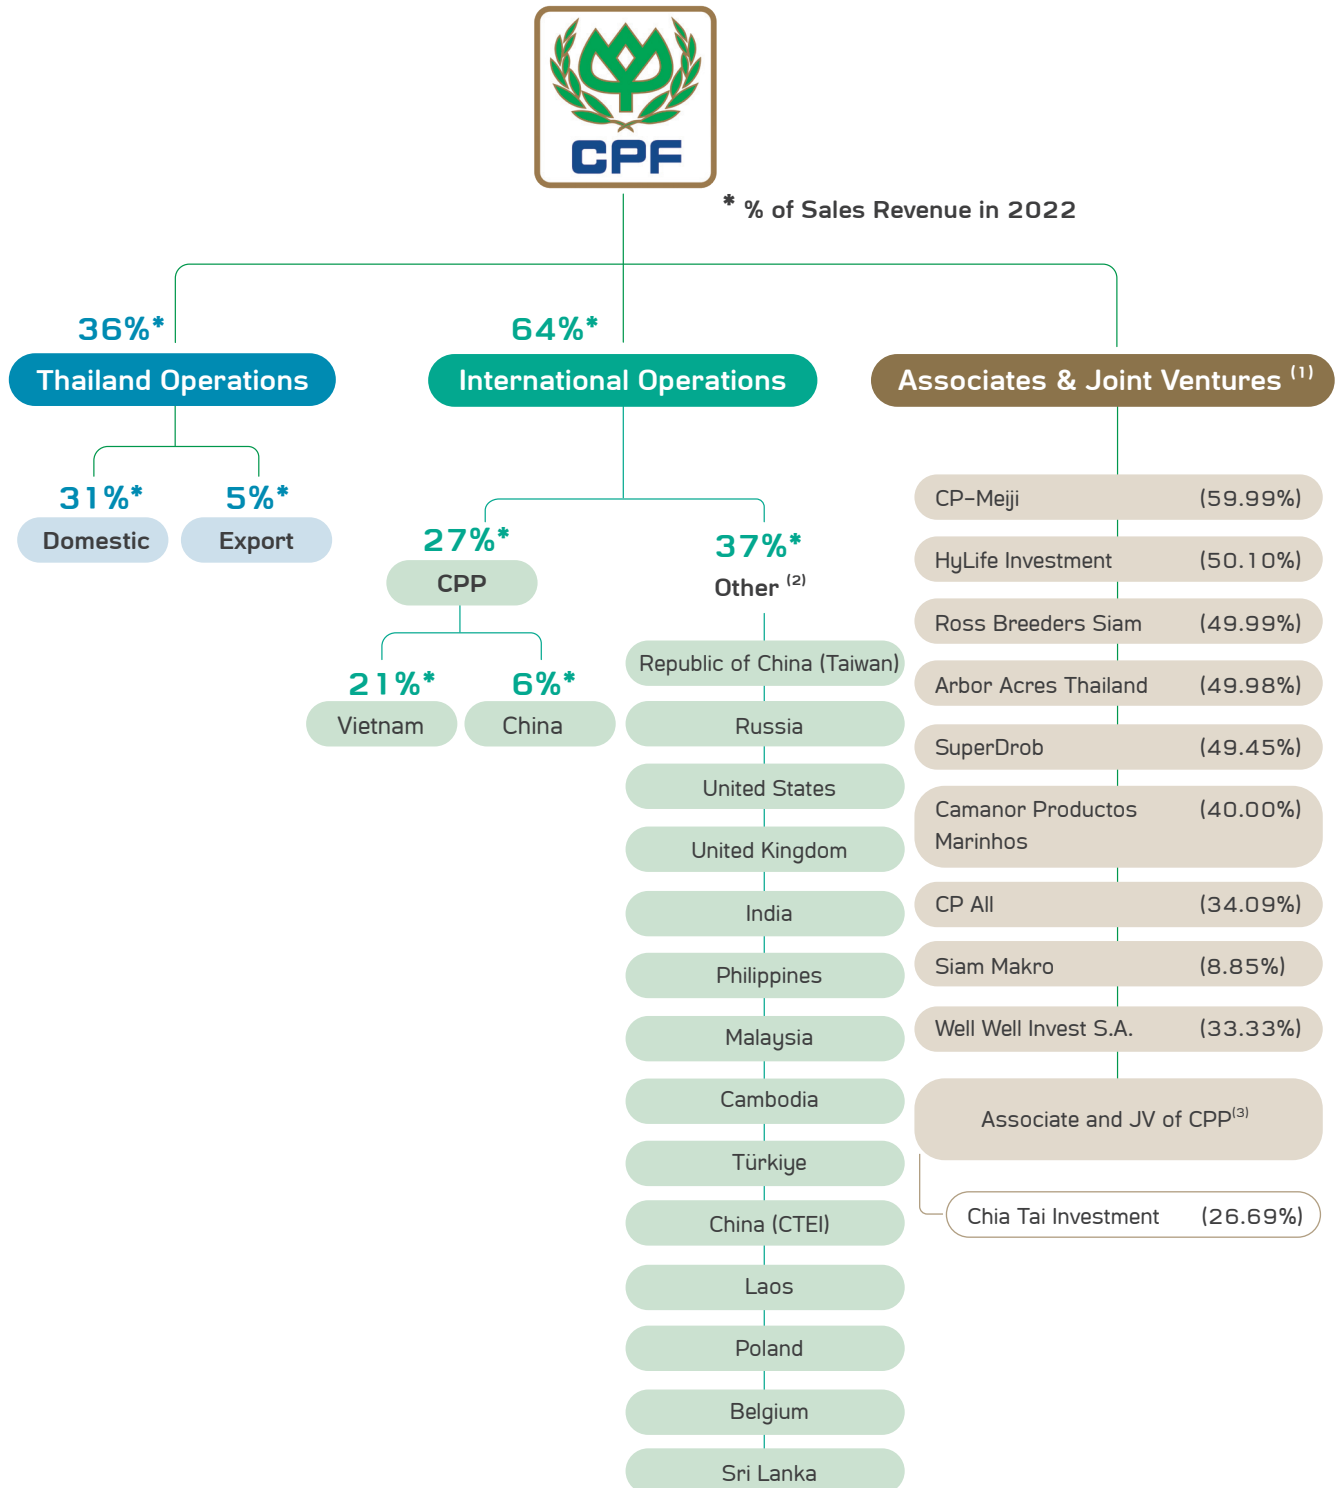 CPF
* % of Sales Revenue in 2022
36%*
Thailand Operations
31%*
Domestic
5%*
Export
64%*
International Operations
27%*
CPP
21%*
Vietnam
6%*
China
37%*
Other (2)
Republic of China (Taiwan)
Russia
United States
United Kingdom
India
Philippines
Malaysia
Cambodia
Türkiye
China (CTEI)
Laos
Poland
Belgium
Sri Lanka
Associates & Joint Ventures (1)
CP-Meiji (59.99%)
HyLife Investment (50.10%)
Ross Breeders Siam (49.99%)
Arbor Acres Thailand (49.98%)
SuperDrob (49.45%)
Camanor Productos (40.00%)
Marinhos
CP All (34.09%)
Siam Makro (8.85%)
Well Well Invest S.A. (33.33%)
Associate and JV of CPP(3)
Chia Tai Investment (26.69%)